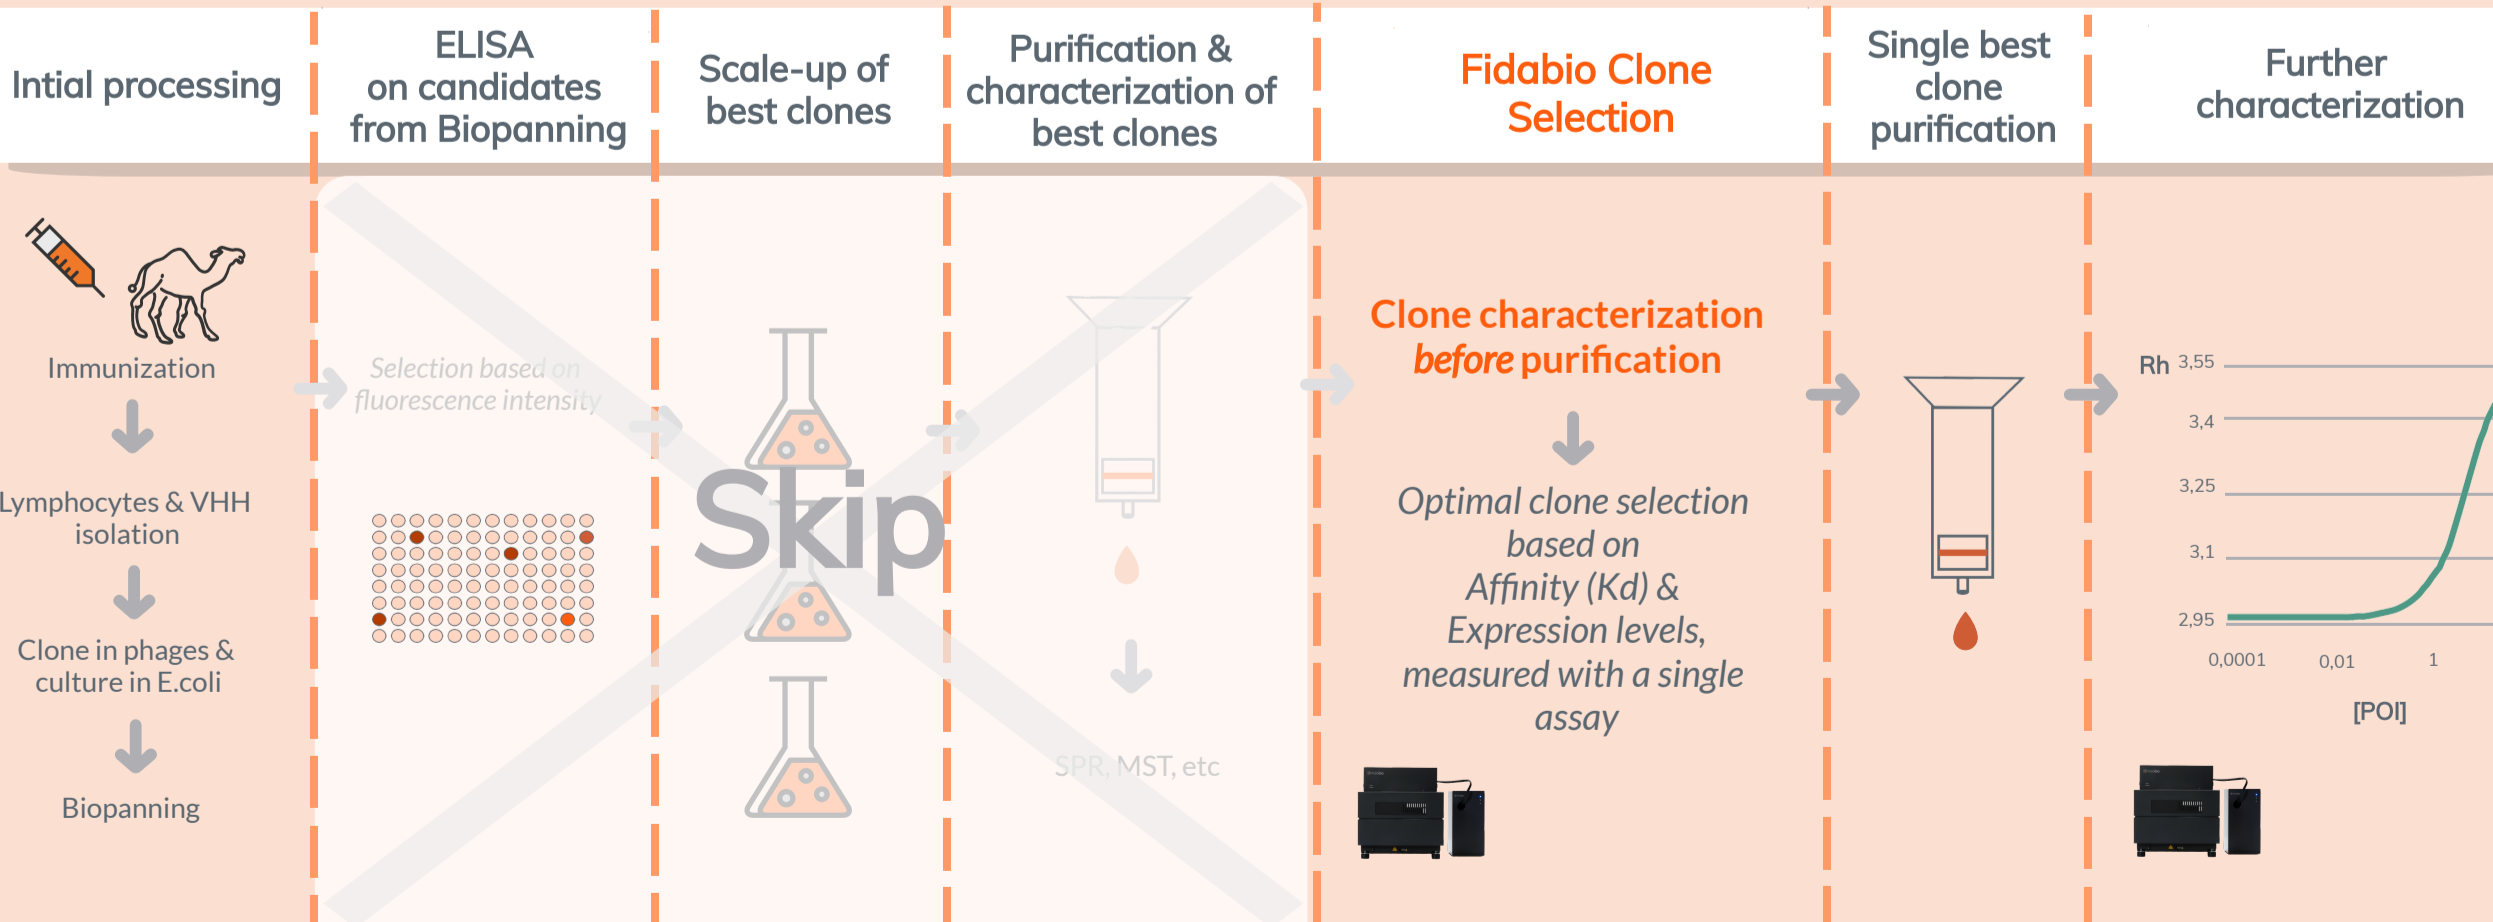 Intial processing
ELISA
on candidates
from Biopanning
Scale-up of
best clones
Purification &
characterization of
best clones
Fidabio Clone
Selection
Single best
clone
purification
Further
characterization
Immunization
Lymphocytes & VHH
isolation
Clone in phages &
culture in E.coli
Biopanning
Selection based on
fluorescence intensity
Skip
SPR, MST, etc
Clone characterization
before purification
Optimal clone selection
based on
Affinity (Kd) &
Expression levels,
measured with a single
assay
Rh
3,55
3,4
3,25
3,1
2,95
0,0001
0,01
1
[POI]